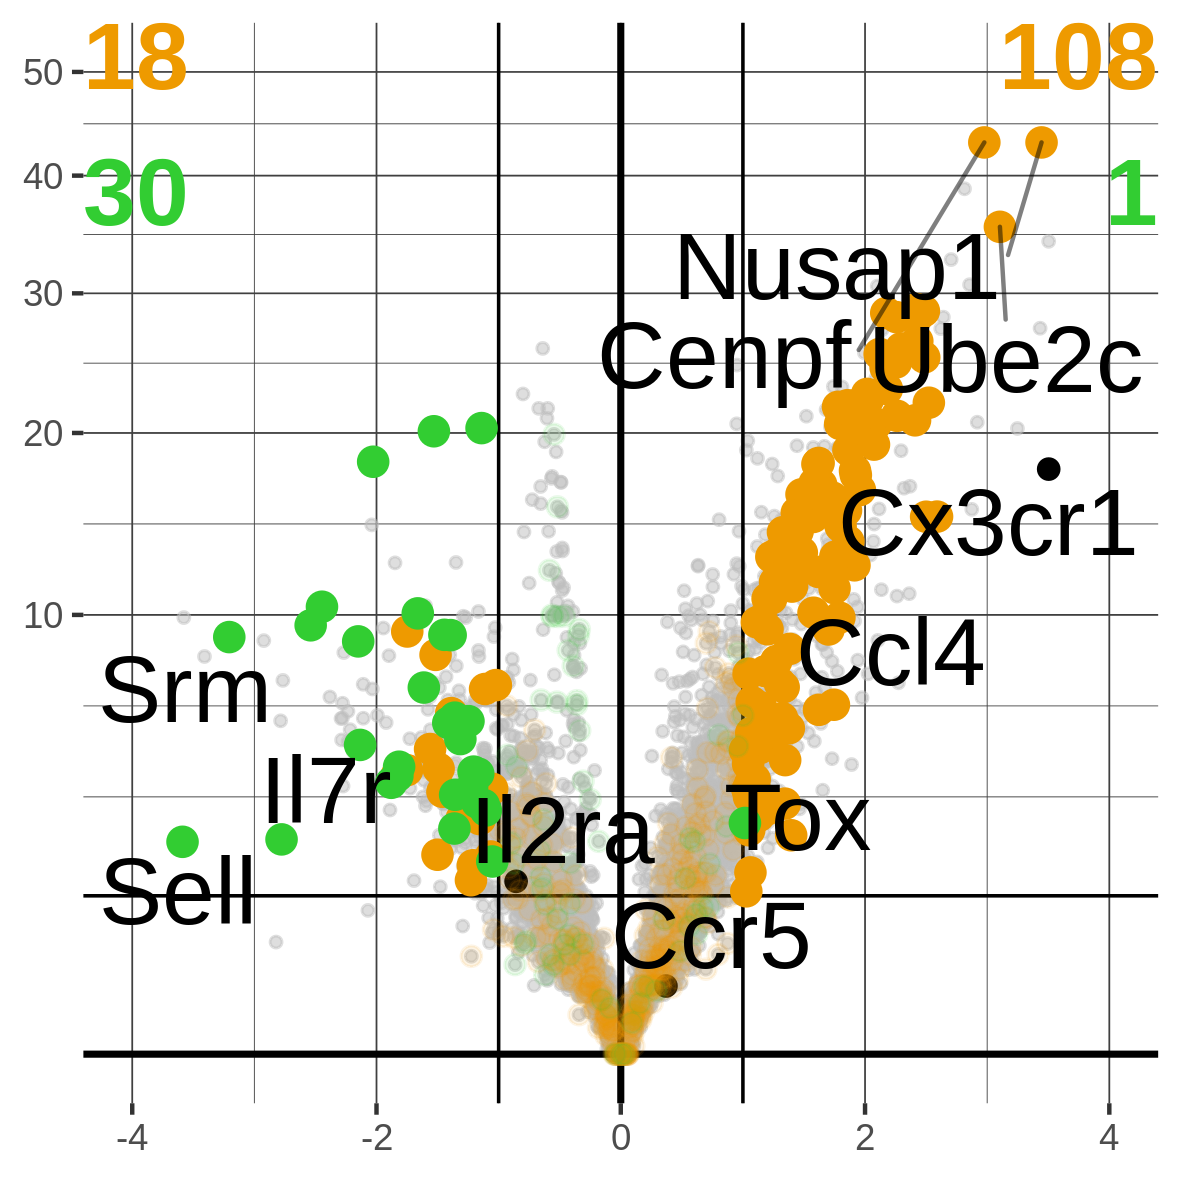 18 108
50
40
30 1
Nusap1
30
Cenpf Ube2c
20
Cx3cr1
10
Ccl4
Srm
Il7r
Tox
Il2ra
Sell
Ccr5
-4 -2 0 2 4